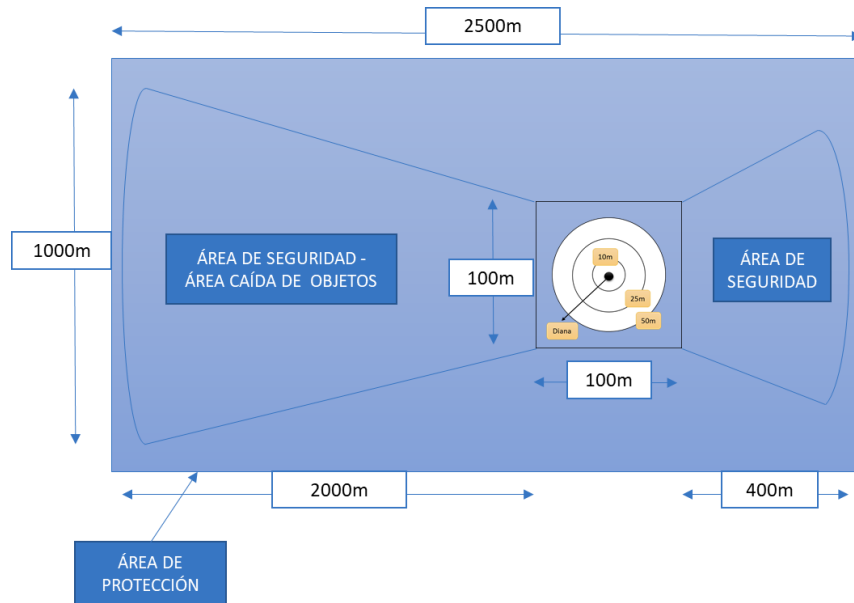 2500m
1000m
ÁREA DE SEGURIDAD -
ÁREA CAÍDA DE OBJETOS
100m
10m
25m
50m
Diana
ÁREA DE
SEGURIDAD
100m
2000m
400m
ÁREA DE
PROTECCIÓN